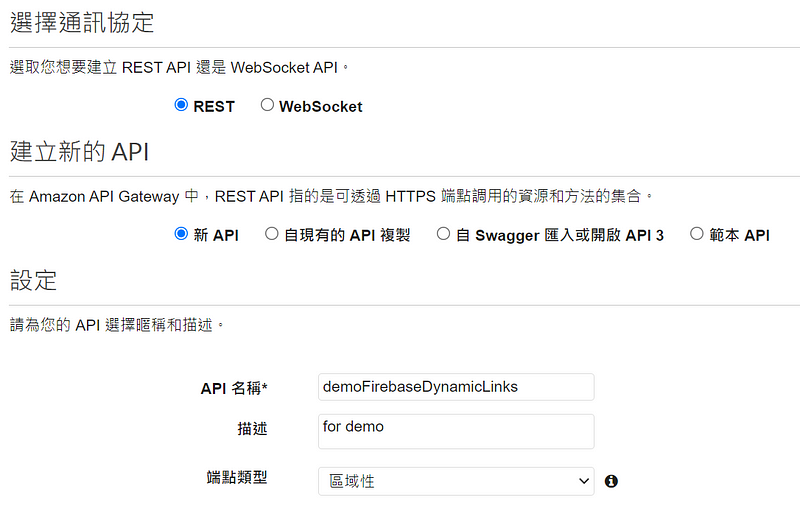 選擇通訊協定
選取您想要建立 REST API 還是 WebSocket API。
REST WebSocket
建立新的 API
在 Amazon API Gateway 中，REST API 指的是可透過 HTTPS 端點調用的資源和方法的集合。
新 API 自現有的 API 複製 自 Swagger 匯入或開啟 API 3 範本 API
設定
請為您的 API 選擇暱稱和描述。
API 名稱* demoFirebaseDynamicLinks
描述 for demo
端點類型 區域性